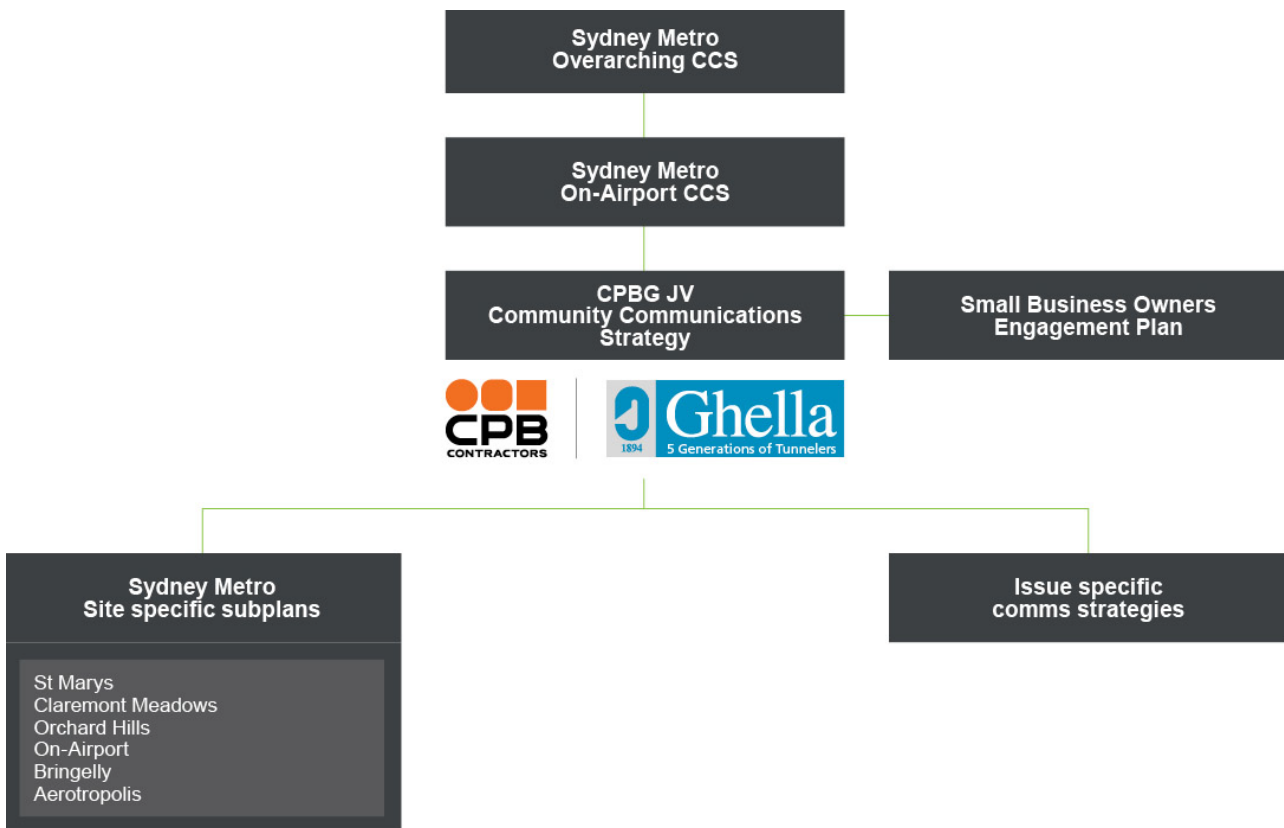 Sydney Metro
Overarching CCS
Sydney Metro
On-Airport CCS
CPBG JV
Community Communications
Strategy
Small Business Owners
Engagement Plan
CPB
CONTRACTORS
1894
Ghella
5 Generations of Tunnelers
Sydney Metro
Site specific subplans
St Marys
Claremont Meadows
Orchard Hills
On-Airport
Bringelly
Aerotropolis
Issue specific
comms strategies